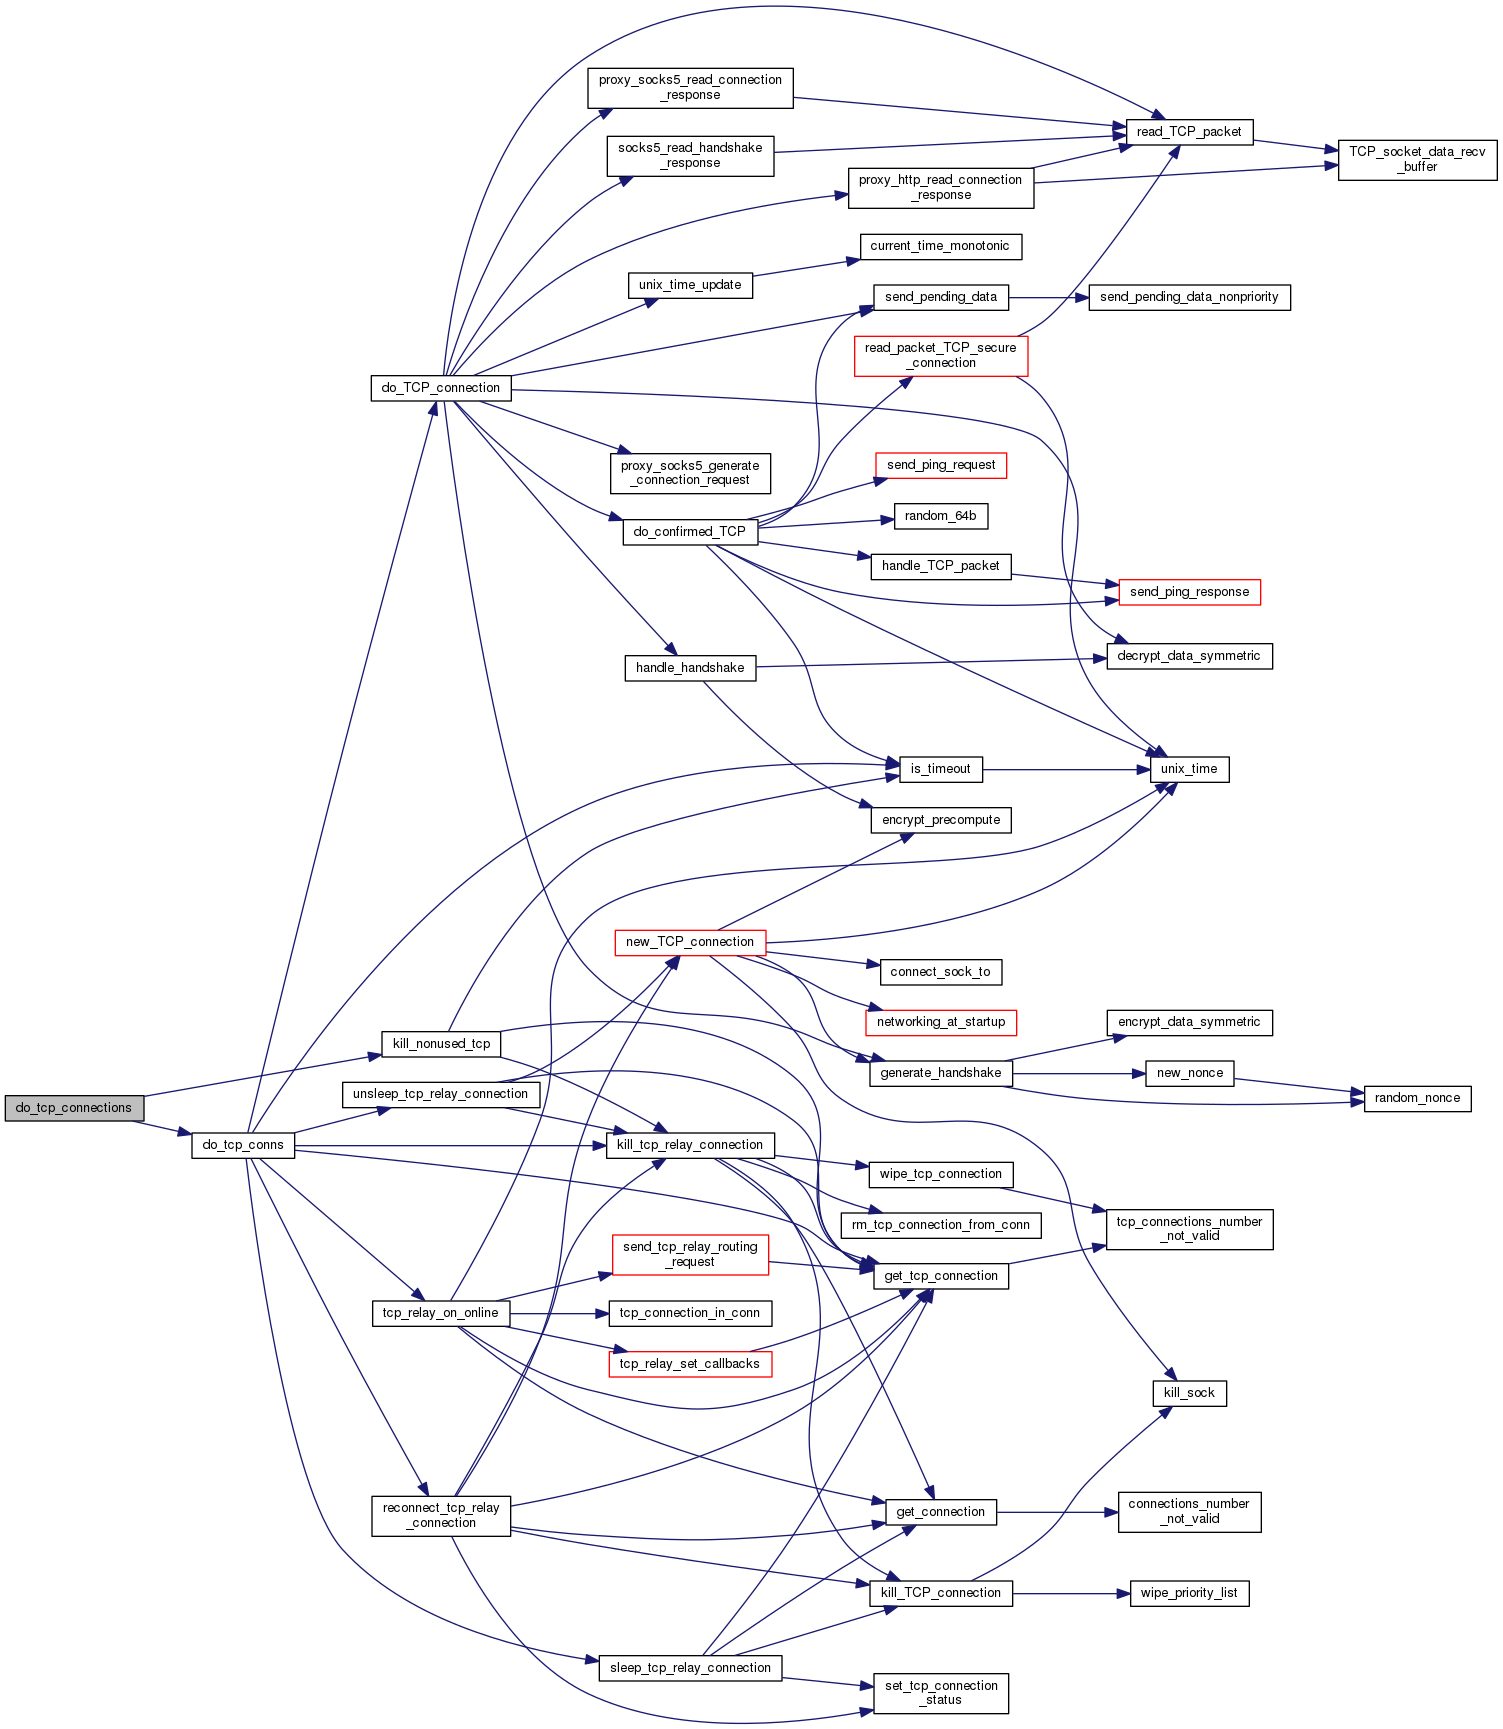 proxy_socks5_read_connection
_response
read_TCP_packet
socks5_read_handshake
_response
TCP_socket_data_recv
_buffer
proxy_http_read_connection
_response
current_time_monotonic
unix_time_update
send_pending_data
send_pending_data_nonpriority
read_packet_TCP_secure
_connection
do_TCP_connection
proxy_socks5_generate
_connection_request
send_ping_request
random_64b
do_confirmed_TCP
handle_TCP_packet
send_ping_response
decrypt_data_symmetric
handle_handshake
is_timeout
unix_time
encrypt_precompute
new_TCP_connection
connect_sock_to
networking_at_startup
encrypt_data_symmetric
kill_nonused_tcp
generate_handshake
new_nonce
unsleep_tcp_relay_connection
random_nonce
do_tcp_connections
do_tcp_conns
kill_tcp_relay_connection
wipe_tcp_connection
rm_tcp_connection_from_conn
tcp_connections_number
_not_valid
send_tcp_relay_routing
_request
get_tcp_connection
tcp_relay_on_online
tcp_connection_in_conn
tcp_relay_set_callbacks
kill_sock
reconnect_tcp_relay
_connection
get_connection
connections_number
_not_valid
kill_TCP_connection
wipe_priority_list
sleep_tcp_relay_connection
set_tcp_connection
_status